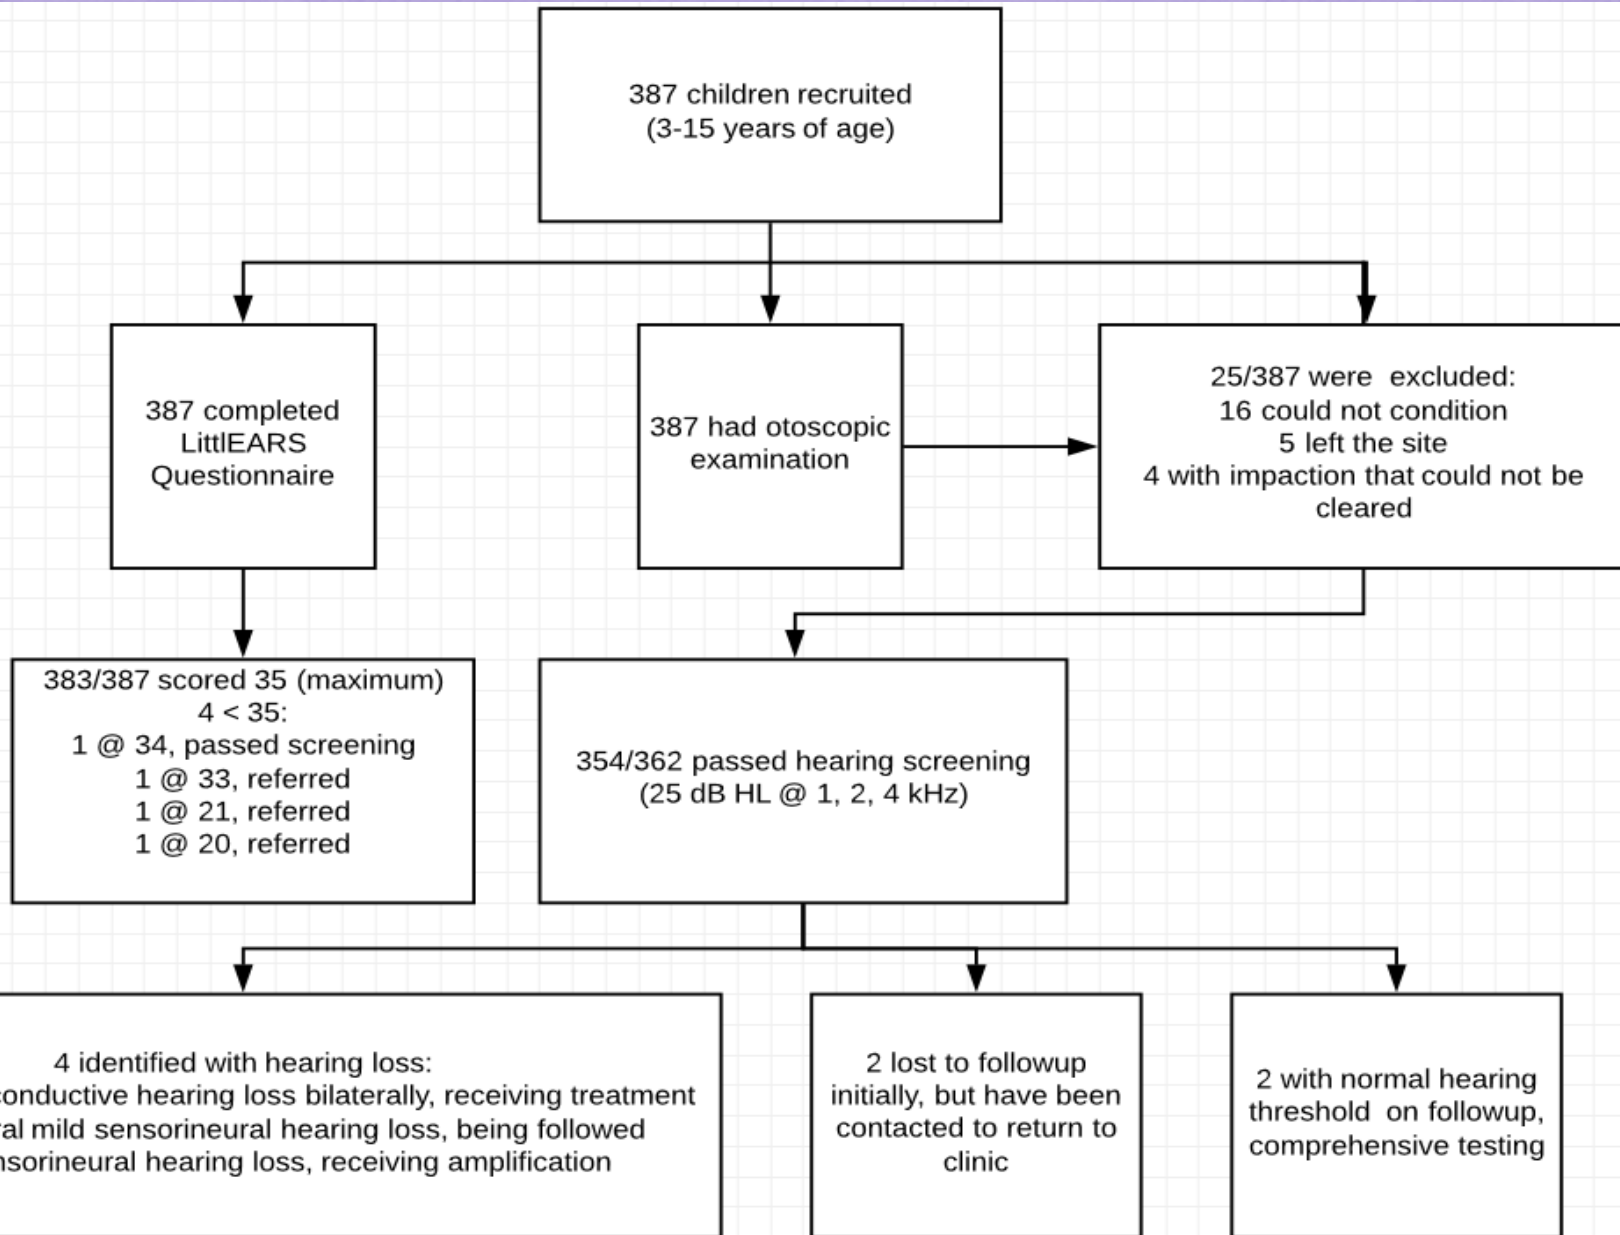 387 children recruited
(3-15 years of age)
387 completed
LittlEARS
Questionnaire
387 had otoscopic
examination
25/387 were excluded:
16 could not condition
5 left the site
4 with impaction that could not be
cleared
383/387 scored 35 (maximum)
4 < 35:
1 @ 34, passed screening
1 @ 33, referred
1 @ 21, referred
1 @ 20, referred
354/362 passed hearing screening
(25 dB HL @ 1, 2, 4 kHz)
4 identified with hearing loss:
conductive hearing loss bilaterally, receiving treatment
mild sensorineural hearing loss, being followed
hearing loss, receiving amplification
2 lost to followup
initially, but have been
contacted to return to
clinic
2 with normal hearing
threshold on followup,
comprehensive testing